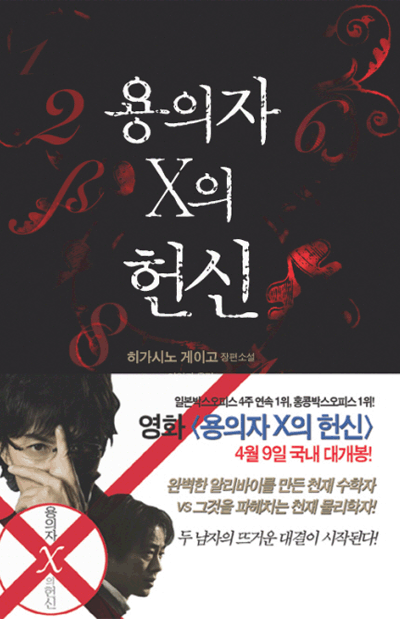 1
2
6
β
8
용의자
X의
헌신
히가시노 게이고 장편소설
일본박스오피스 4주 연속 1위, 홍콩박스오피스 1위!
영화 〈용의자 X의 헌신〉
4월 9일 국내 대개봉!
완벽한 알리바이를 만든 천재 수학자
vs 그것을 파헤치는 천재 물리학자!
두 남자의 뜨거운 대결이 시작된다!
용의자
X
의헌신